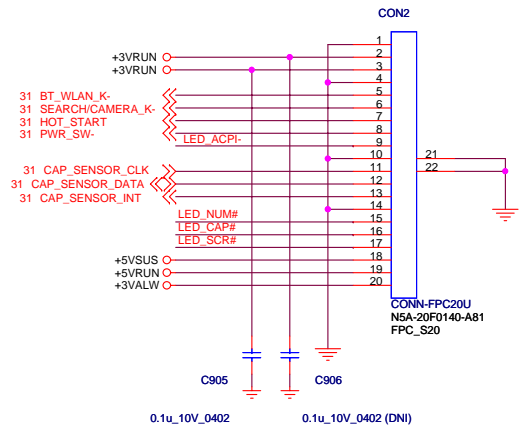 CON2
+3VRUN
+3VRUN
31 BT_WLAN_K-
31 SEARCH/CAMERA_K-
31 HOT_START
31 PWR_SW-
LED_ACPI-
31 CAP_SENSOR_CLK
31 CAP_SENSOR_DATA
31 CAP_SENSOR_INT
LED_NUM#
LED_CAP#
LED_SCR#
+5VSUS
+5VRUN
+3VALW
1
2
3
4
5
6
7
8
9
10
11
12
13
14
15
16
17
18
19
20
21
22
CONN-FPC20U
N5A-20F0140-A81
FPC_S20
C905
C906
0.1u_10V_0402
0.1u_10V_0402 (DNI)